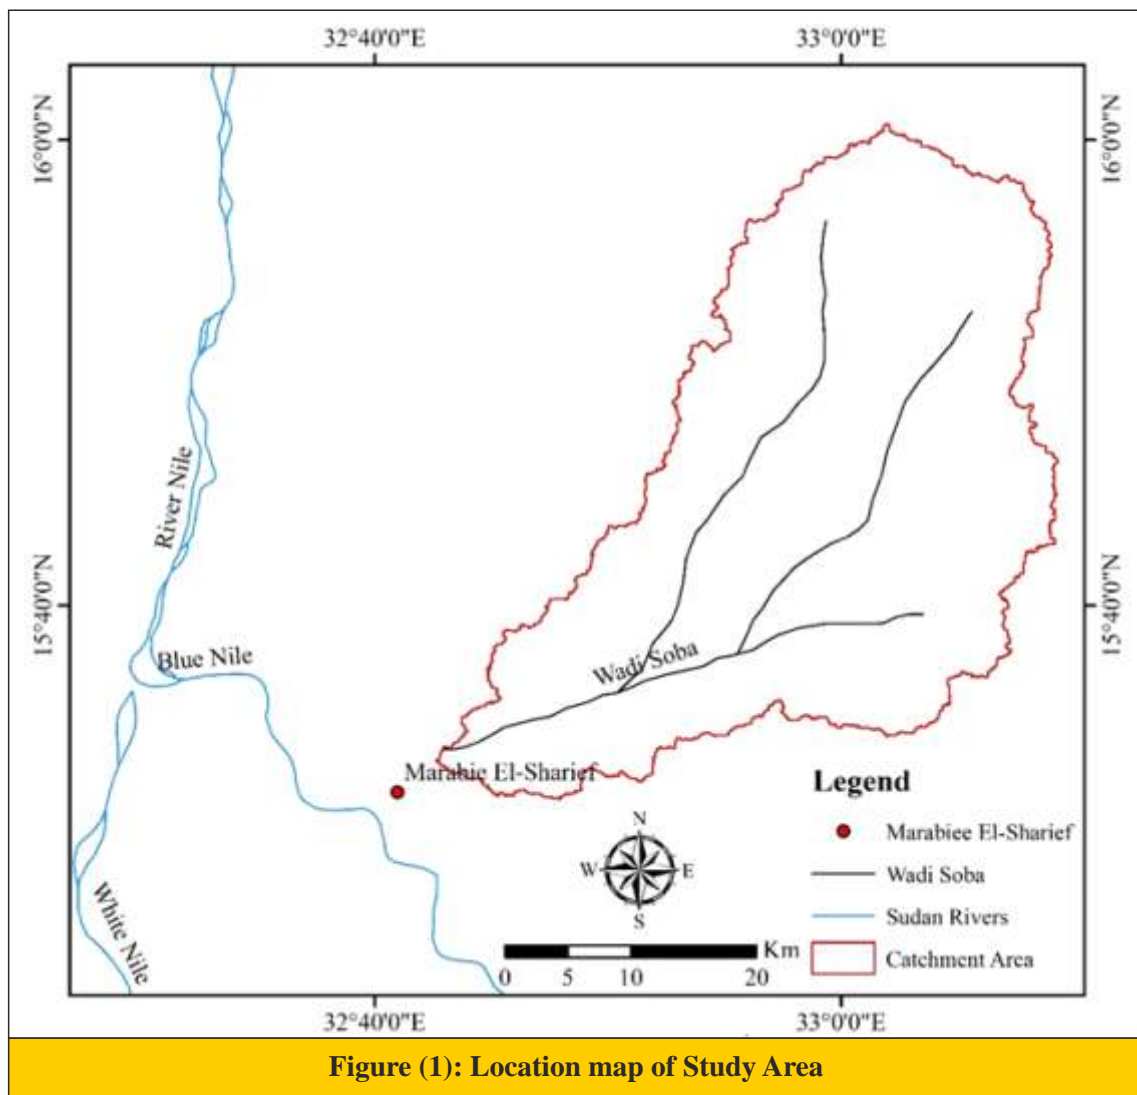 32°40'0"E 33°0'0"E
16°0'0"N
16°0'0"N
River Nile
15°40'0"N
15°40'0"N
Blue Nile
Wadi Soba
Marabie El-Sharief
White Nile
N
W E
S
Km
0 5 10 20
Legend
Marabiee El-Sharief
Wadi Soba
Sudan Rivers
Catchment Area
32°40'0"E 33°0'0"E
Figure (1): Location map of Study Area